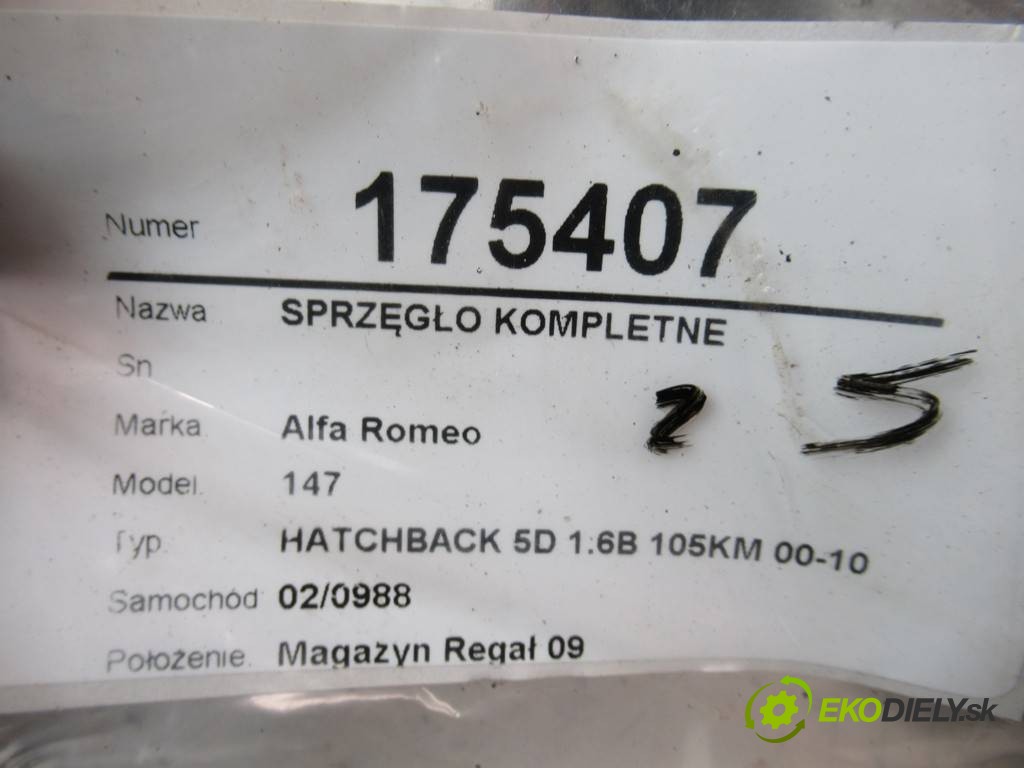 Numer 175407
Nazwa SPRZĘGŁO KOMPLETNE
Sn
2 5
Marka Alfa Romeo
Model 147
Typ HATCHBACK 5D 1.6B 105KM 00-10
Samochód 02/0988
Położenie Magazyn Regał 09
EKODIELY.sk